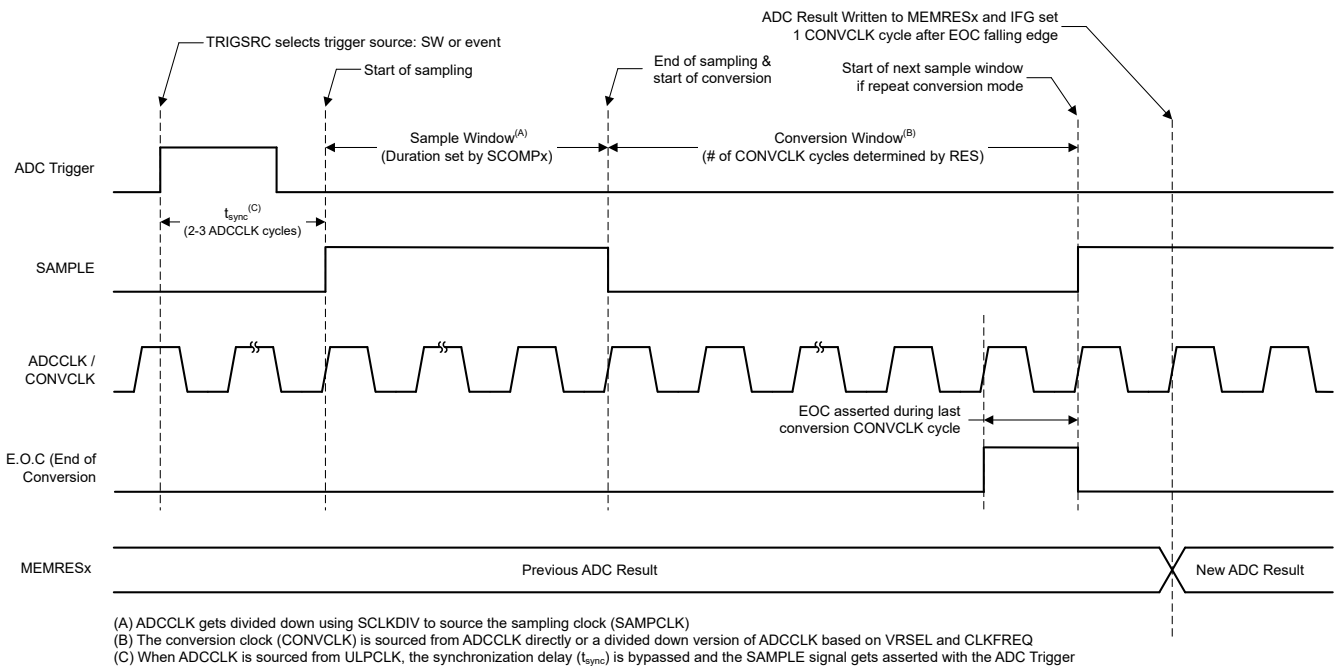 ADC Result Written to MEMRESx and IFG set
1 CONVCLK cycle after EOC falling edge
TRIGSRC selects trigger source: SW or event
Start of sampling
End of sampling &
start of conversion
Start of next sample window
if repeat conversion mode
Sample Window(A)
(Duration set by SCOMPx)
Conversion Window(B)
(# of CONVCLK cycles determined by RES)
ADC Trigger
tsync(C)
(2-3 ADCCLK cycles)
SAMPLE
ADCCLK /
CONVCLK
EOC asserted during last
conversion CONVCLK cycle
E.O.C (End of
Conversion
MEMRESx
Previous ADC Result
New ADC Result
(A) ADCCLK gets divided down using SCLKDIV to source the sampling clock (SAMPCLK)
(B) The conversion clock (CONVCLK) is sourced from ADCCLK directly or a divided down version of ADCCLK based on VRSEL and CLKFREQ
(C) When ADCCLK is sourced from ULPCLK, the synchronization delay (tsync) is bypassed and the SAMPLE signal gets asserted with the ADC Trigger